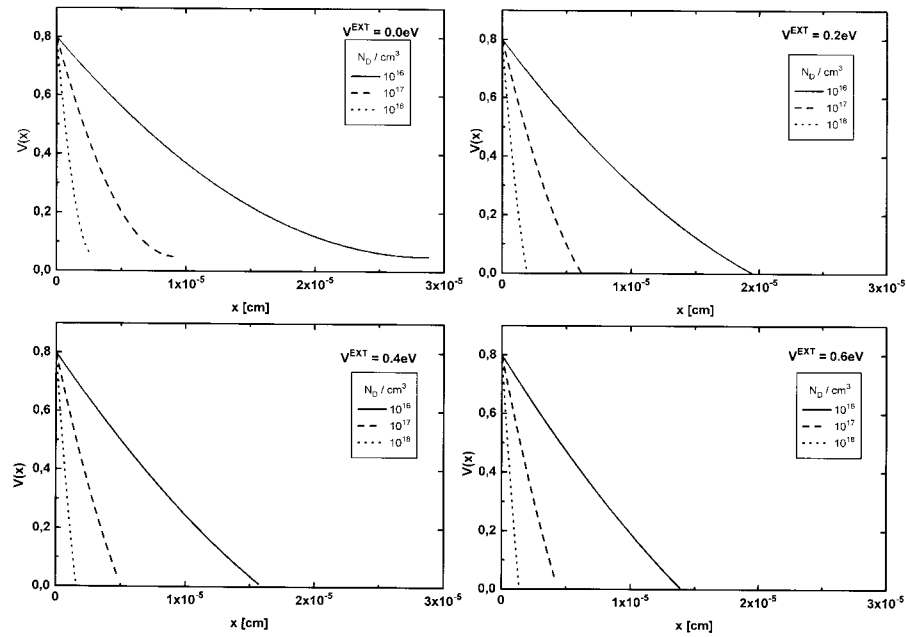 V^EXT = 0.0eV
N_D / cm^3
10^16
10^17
10^16
0,8
0,6
0,4
0,2
0,0
V(x)
0
1x10^-5
2x10^-5
3x10^-5
x [cm]
V^EXT = 0.2eV
N_D / cm^3
10^16
10^17
10^18
0,8
0,6
0,4
0,2
0,0
V(x)
0
1x10^-5
2x10^-5
3x10^-5
x [cm]
V^EXT = 0.4eV
N_D / cm^3
10^16
10^17
10^18
0,8
0,6
0,4
0,2
0,0
V(x)
0
1x10^-5
2x10^-5
3x10^-5
x [cm]
V^EXT = 0.6eV
N_D / cm^3
10^16
10^17
10^18
0,8
0,6
0,4
0,2
0,0
V(x)
0
1x10^-5
2x10^-5
3x10^-5
x [cm]